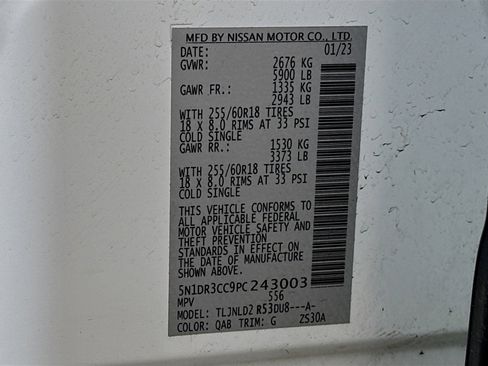 MFD BY NISSAN MOTOR CO., LTD.
DATE: 01/23
GVWR: 2676 KG
5900 LB
GAWR FR.: 1335 KG
2943 LB
WITH 255/60R18 TIRES
18 X 8.0 RIMS AT 33 PSI
COLD SINGLE
GAWR RR.: 1530 KG
3373 LB
WITH 255/60R18 TIRES
18 X 8.0 RIMS AT 33 PSI
COLD SINGLE
THIS VEHICLE CONFORMS TO
ALL APPLICABLE FEDERAL
MOTOR VEHICLE SAFETY AND
THEFT PREVENTION
STANDARDS IN EFFECT ON
THE DATE OF MANUFACTURE
SHOWN ABOVE.
5N1DR3CC9PC243003
MPV 556
MODEL: TLJNLD2 R53DU8---A-
COLOR: QAB TRIM: G ZS30A